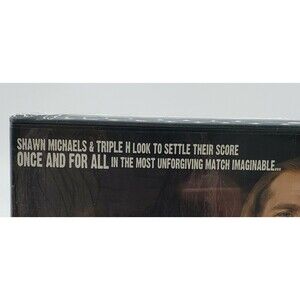 SHAWN MICHAELS & TRIPLE H LOOK TO SETTLE THEIR SCORE
ONCE AND FOR ALL IN THE MOST UNFORGIVING MATCH IMAGINABLE...